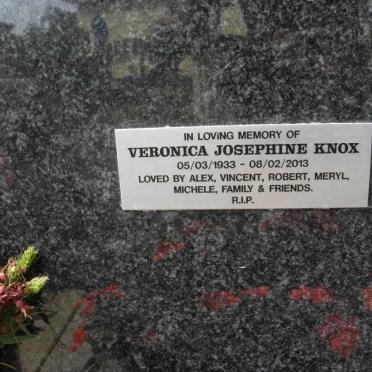 IN LOViNG MEMORY OF
VERONICA JOSEPHINE KNOX
05/03/1933 - 08/02/2013
LOVED BY ALEX, VINCENT, ROBERT, MERYL,
MICHELE, FAMILY & FRIENDS.
R.I.P.